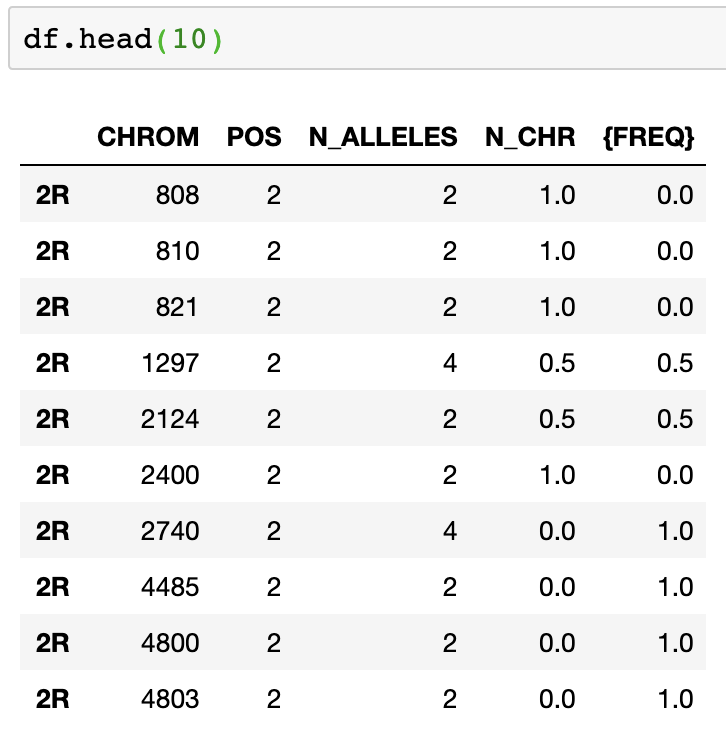 df.head(10)
CHROM POS N_ALLELES N_CHR {FREQ}
2R 808 2 2 1.0 0.0
2R 810 2 2 1.0 0.0
2R 821 2 2 1.0 0.0
2R 1297 2 4 0.5 0.5
2R 2124 2 2 0.5 0.5
2R 2400 2 2 1.0 0.0
2R 2740 2 4 0.0 1.0
2R 4485 2 2 0.0 1.0
2R 4800 2 2 0.0 1.0
2R 4803 2 2 0.0 1.0